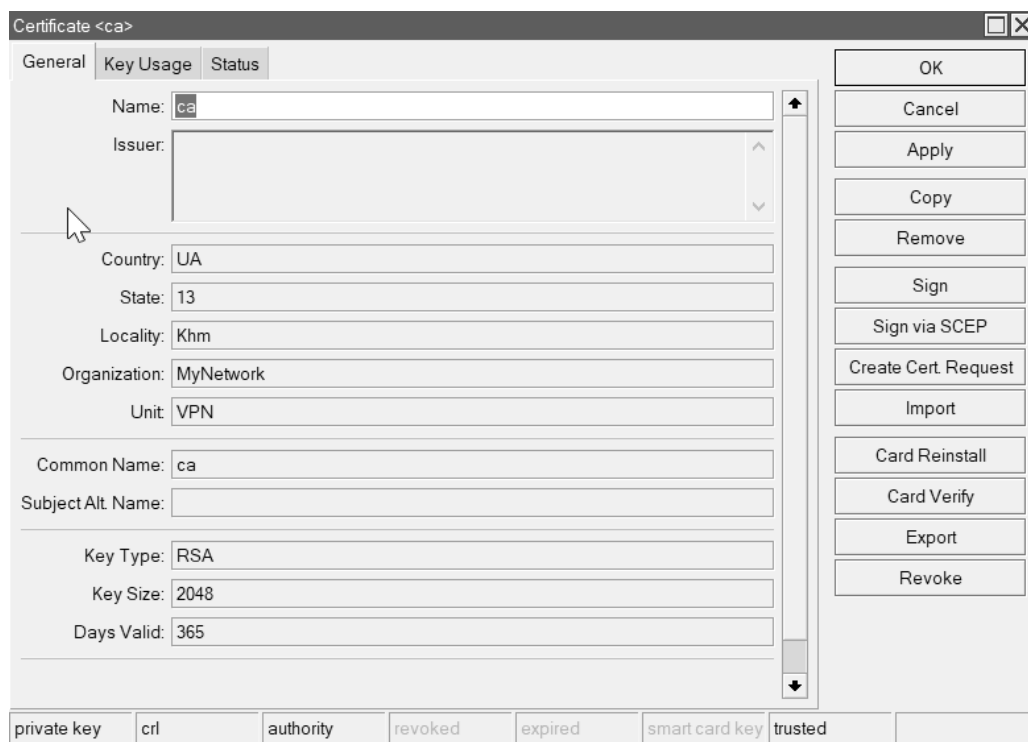 Certificate <ca>
General Key Usage Status
Name: ca
Issuer:
Country: UA
State: 13
Locality: Khm
Organization: MyNetwork
Unit: VPN
Common Name: ca
Subject Alt. Name:
Key Type: RSA
Key Size: 2048
Days Valid: 365
OK
Cancel
Apply
Copy
Remove
Sign
Sign via SCEP
Create Cert. Request
Import
Card Reinstall
Card Verify
Export
Revoke
private key crl authority revoked expired smart card key trusted